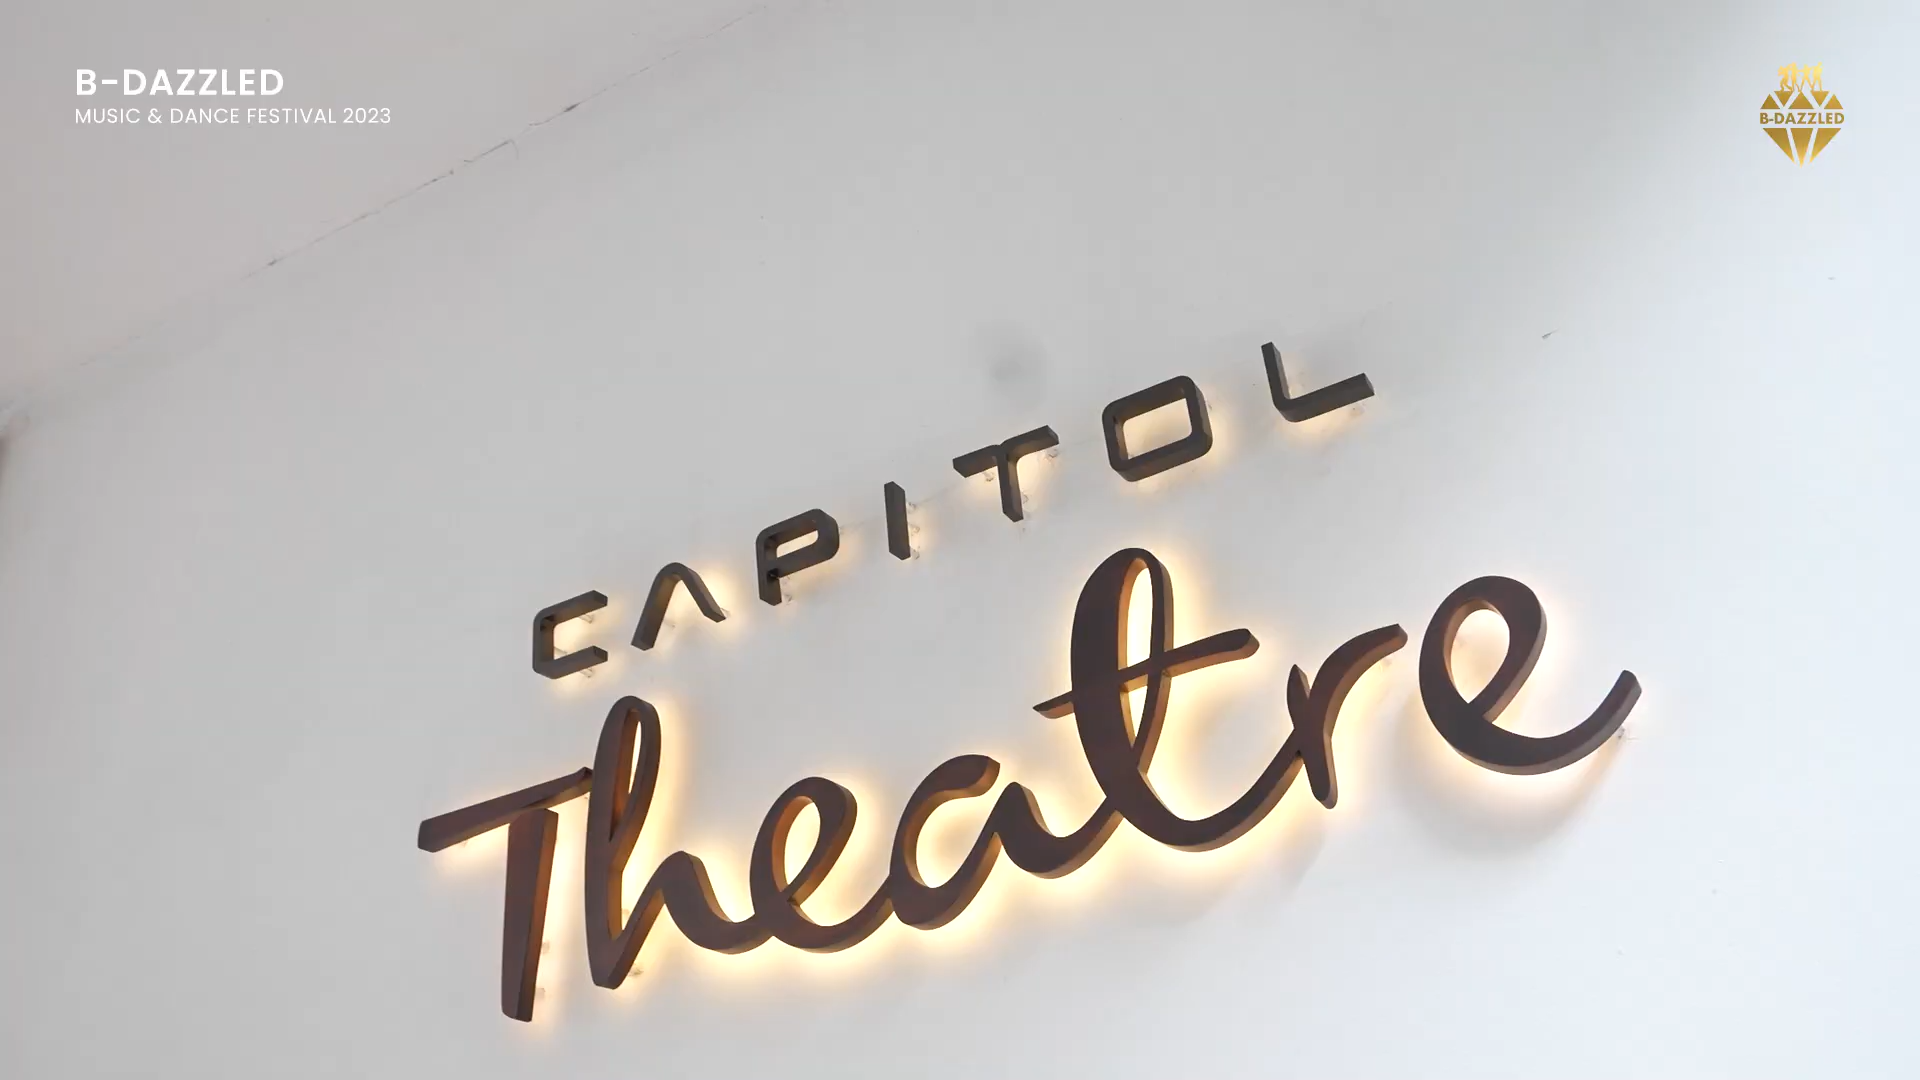 B-DAZZLED
MUSIC & DANCE FESTIVAL 2023
B-DAZZLED
CAPITOL
Theatre